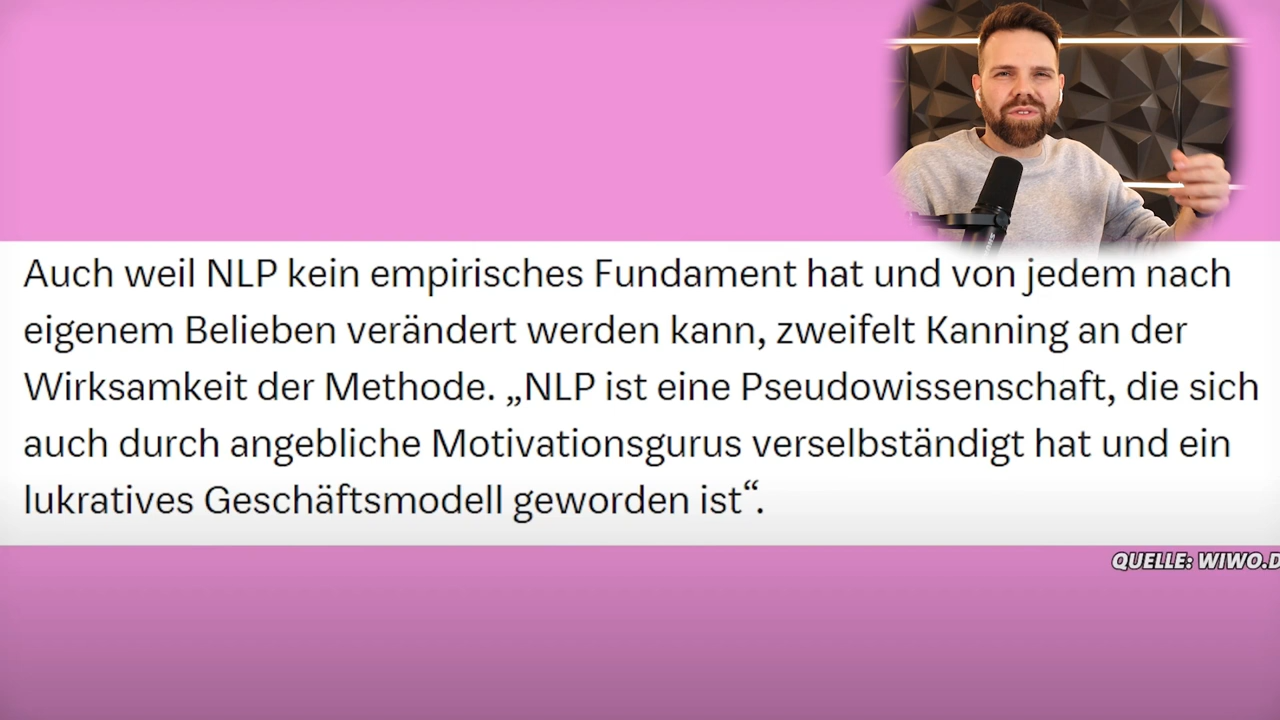 Auch weil NLP kein empirisches Fundament hat und von jedem nach
eigenem Belieben verändert werden kann, zweifelt Kanning an der
Wirksamkeit der Methode. „NLP ist eine Pseudowissenschaft, die sich
auch durch angebliche Motivationsgurus verselbständigt hat und ein
lukratives Geschäftsmodell geworden ist“.
QUELLE: WIWO.D